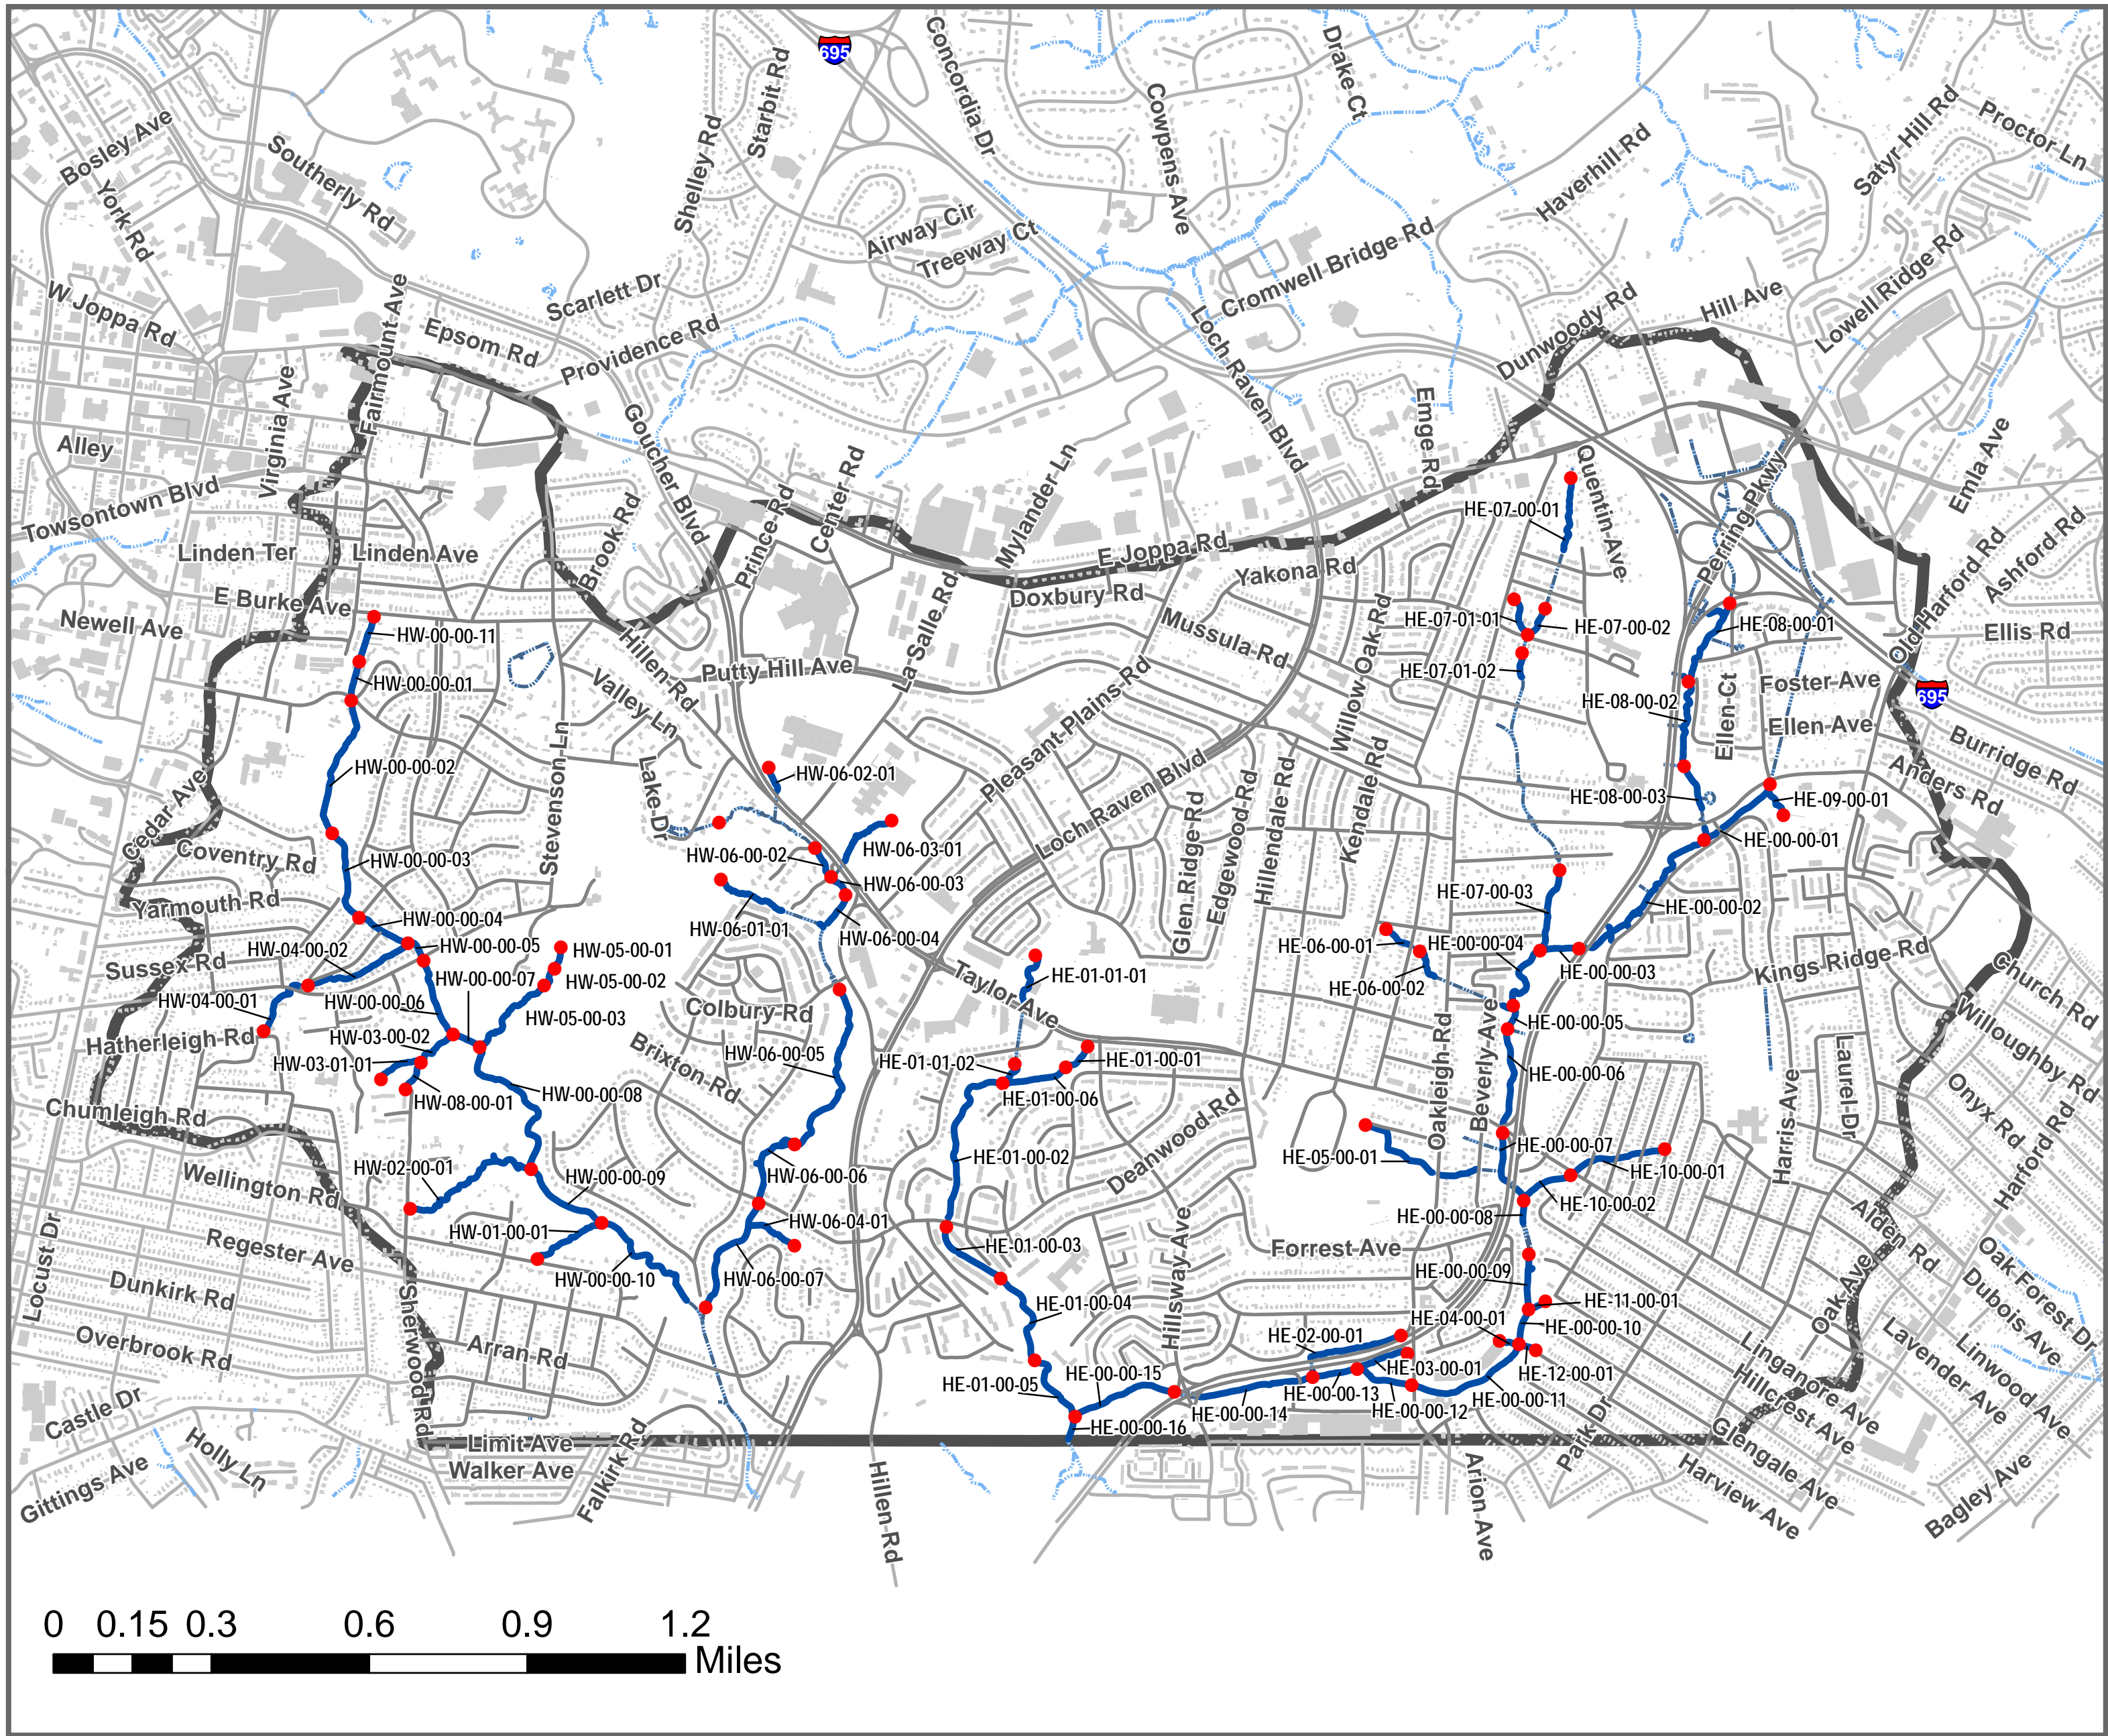 695
Concordia Dr
Drake Ct
Starbit Rd
Shelley Rd
Cowpens Ave
Satyr Hill Rd
Proctor Ln
Bosley Ave
York Rd
Southerly Rd
Haverhill Rd
Airway Cir
Treeway Ct
Cromwell Bridge Rd
Lowell Ridge Rd
Hill Ave
Dunwoody Rd
W Joppa Rd
Fairmount Ave
Epsom Rd
Scarlett Dr
Providence Rd
Loch Raven Blvd
Virginia Ave
Alley
Goucher Blvd
Emge Rd
Emla Ave
Quentin Ave
Perring Pkwy
Towsontown Blvd
Brook Rd
Prince Rd
Center Rd
Mylander Ln
HE-07-00-01
Linden Ter
Linden Ave
E Joppa Rd
Yakona Rd
Old Harford Rd
Ashford Rd
E Burke Ave
Newell Ave
La Salle Rd
Doxbury Rd
Mussula Rd
Willow Oak Rd
HE-07-01-01
HE-07-00-02
HE-08-00-01
Ellis Rd
HW-00-00-11
Hillen Rd
Putty Hill Ave
HE-07-01-02
HW-00-00-01
Valley Ln
Pleasant Plains Rd
HE-08-00-02
Ellen Ct
Foster Ave
695
Ellen Ave
Burridge Rd
HW-00-00-02
Stevenson Ln
Lake Dr
HW-06-02-01
Edgewood Rd
Hillendale Rd
Kendale Rd
HE-08-00-03
HE-09-00-01
Anders Rd
Cedar Ave
Coventry Rd
HW-00-00-03
HW-06-00-02
HW-06-03-01
Loch Raven Blvd
Glen Ridge Rd
HE-00-00-01
HW-06-00-03
Yarmouth Rd
HW-00-00-04
HE-07-00-03
HE-00-00-02
HW-04-00-02
HW-00-00-05
HW-05-00-01
HW-06-01-01
HW-06-00-04
HE-06-00-01
HE-00-00-04
Sussex Rd
HW-00-00-07
HW-05-00-02
Taylor Ave
HE-01-01-01
HE-06-00-02
HE-00-00-03
Kings Ridge Rd
Church Rd
HW-04-00-01
HW-00-00-06
HW-05-00-03
Colbury Rd
HE-00-00-05
Willoughby Rd
Hatherleigh Rd
HW-03-00-02
Brixton Rd
HW-06-00-05
HE-01-01-02
HE-01-00-01
Oakleigh Rd
Beverly Ave
HE-00-00-06
Harris Ave
Laurel Dr
HW-03-01-01
HW-08-00-01
HW-00-00-08
HE-01-00-06
Onyx Rd
Harford Rd
Chumleigh Rd
Deanwood Rd
HE-00-00-07
HE-05-00-01
HE-10-00-01
HW-02-00-01
HW-00-00-09
HW-06-00-06
HE-01-00-02
HE-10-00-02
Wellington Rd
HW-01-00-01
HW-06-04-01
HE-00-00-08
Alden Rd
Locust Dr
Regester Ave
HE-01-00-03
Hillsway Ave
Forrest Ave
HE-00-00-09
Oak Forest Dr
Dunkirk Rd
HW-00-00-10
HW-06-00-07
HE-01-00-04
HE-11-00-01
Oak Ave
Dubois Ave
Sherwood Rd
HE-04-00-01
HE-00-00-10
Overbrook Rd
Arran Rd
HE-02-00-01
HE-03-00-01
HE-12-00-01
Linganore Ave
Lavender Ave
Linwood Ave
HE-01-00-05
HE-00-00-15
HE-00-00-13
HE-00-00-11
Hillcrest Ave
Castle Dr
HE-00-00-14
HE-00-00-12
Park Dr
HE-00-00-16
Holly Ln
Limit Ave
Glengale Ave
Gittings Ave
Walker Ave
Falkirk Rd
Hillen Rd
Arion Ave
Harview Ave
Bagley Ave
0 0.15 0.3 0.6 0.9 1.2
Miles